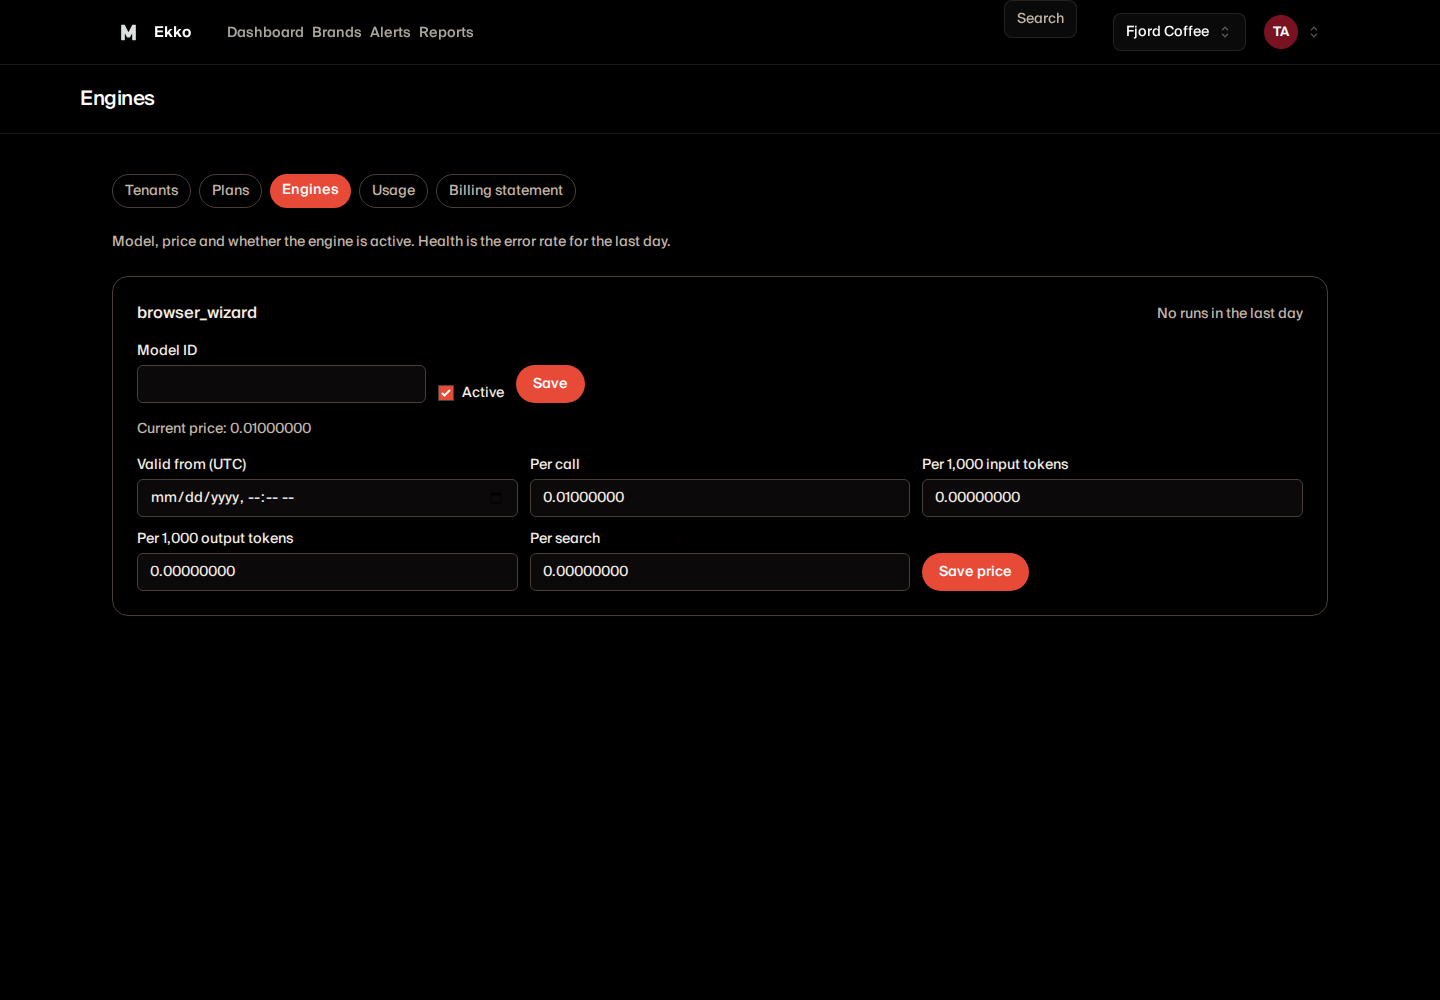 M Ekko Dashboard Brands Alerts Reports Search Fjord Coffee TA
Engines
Tenants Plans Engines Usage Billing statement
Model, price and whether the engine is active. Health is the error rate for the last day.
browser_wizard No runs in the last day
Model ID
Active Save
Current price: 0.01000000
Valid from (UTC) Per call Per 1,000 input tokens
mm/dd/yyyy, --:-- -- 0.01000000 0.00000000
Per 1,000 output tokens Per search
0.00000000 0.00000000 Save price